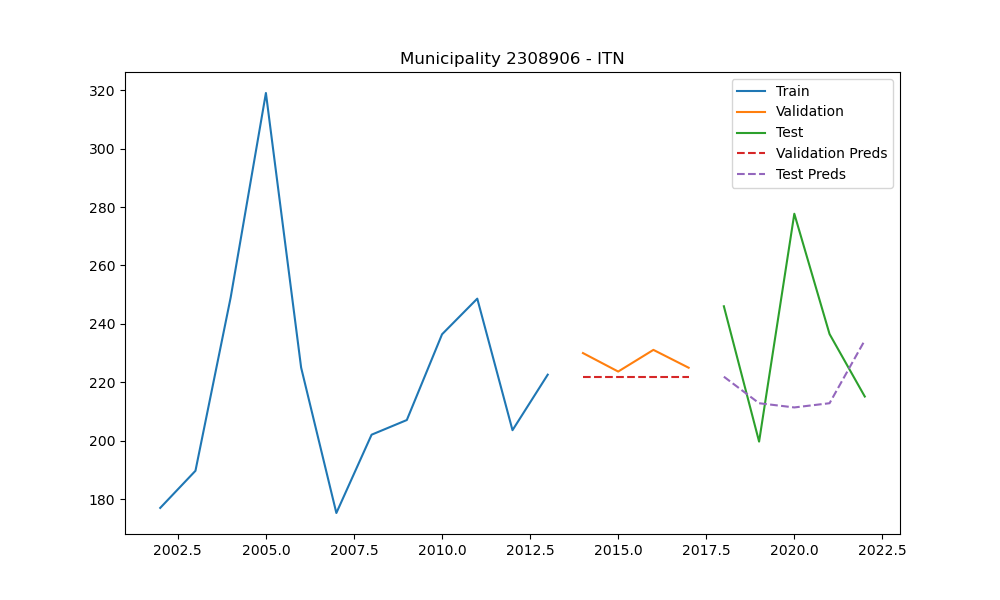 Municipality 2308906 - ITN
Train
Validation
Test
Validation Preds
Test Preds
320
300
280
260
240
220
200
180
2002.5 2005.0 2007.5 2010.0 2012.5 2015.0 2017.5 2020.0 2022.5